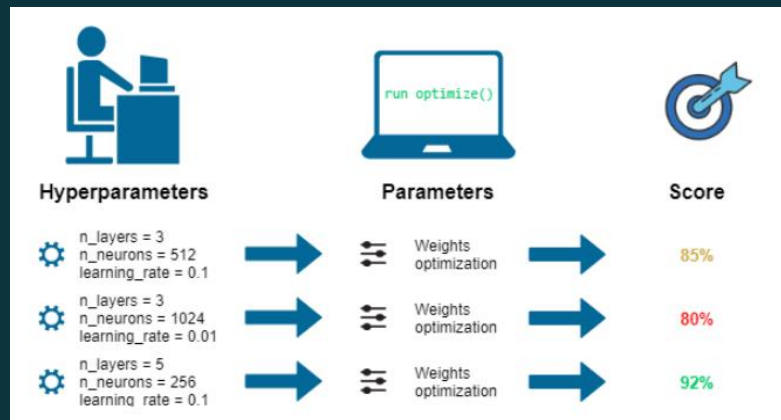 run optimize()
Hyperparameters
Parameters
Score
n_layers = 3
n_neurons = 512
learning_rate = 0.1
Weights
optimization
85%
n_layers = 3
n_neurons = 1024
learning_rate = 0.01
Weights
optimization
80%
n_layers = 5
n_neurons = 256
learning_rate = 0.1
Weights
optimization
92%